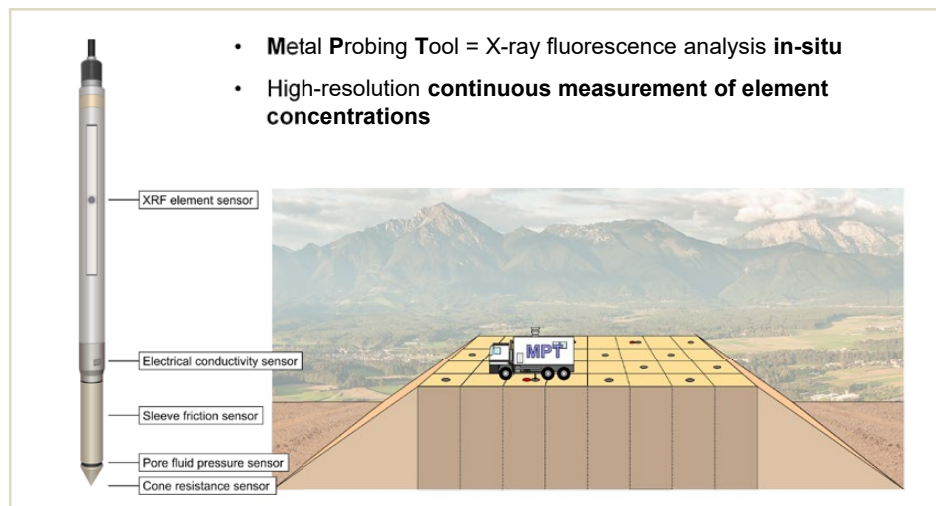 • Metal Probing Tool = X-ray fluorescence analysis in-situ
• High-resolution continuous measurement of element
concentrations
XRF element sensor
MPT
Electrical conductivity sensor
Sleeve friction sensor
Pore fluid pressure sensor
Cone resistance sensor